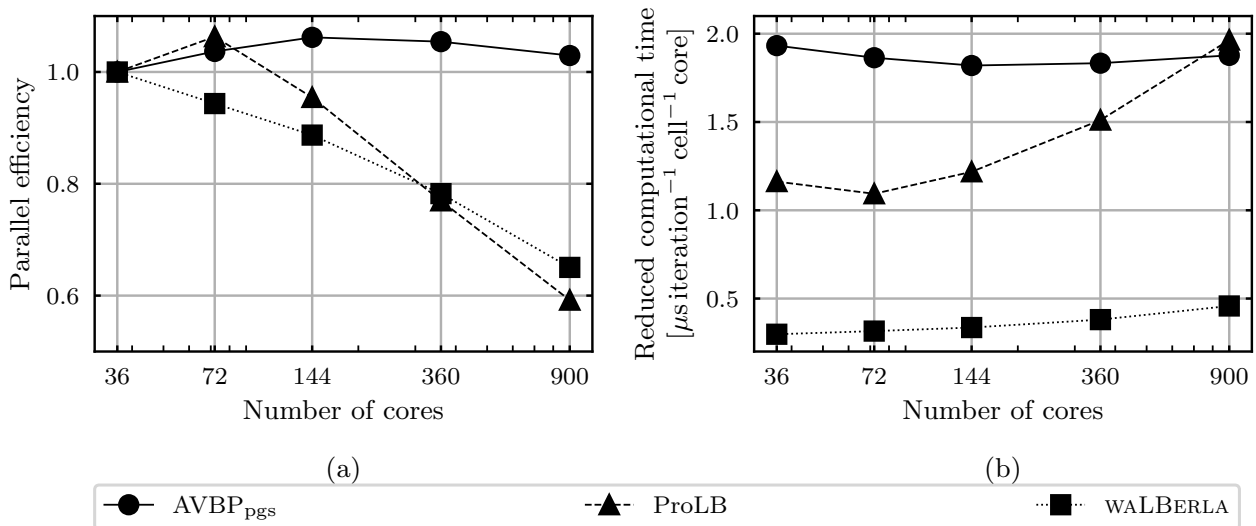 1.0
0.8
0.6
Parallel efficiency
36 72 144 360 900
Number of cores
(a)
2.0
1.5
1.0
0.5
Reduced computational time
[μsiteration⁻¹ cell⁻¹ core]
36 72 144 360 900
Number of cores
(b)
AVBPpgs ProLB WALBERLA